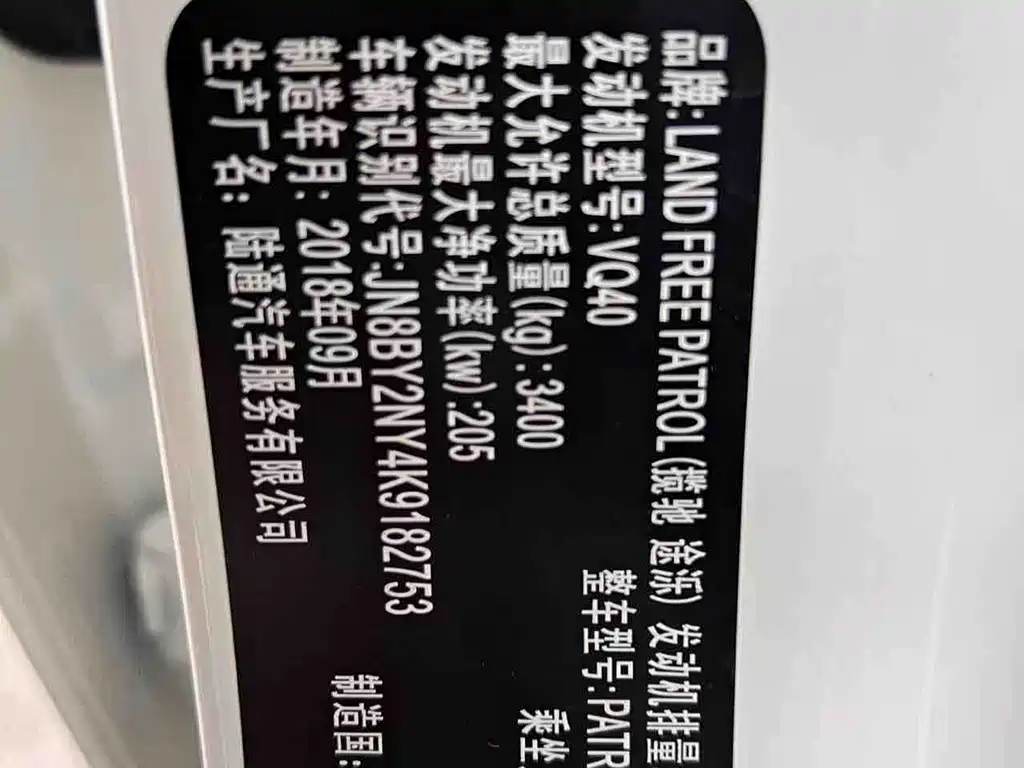 品牌:LAND FREE PATROL(揽驰 途泺) 发动机排量
发动机型号:VQ40 整车型号:PATR
最大允许总质量(kg):3400 乘坐
发动机最大净功率(kw):205
车辆识别代号:JN8BY2NY4K9182753
制造年月: 2018年09月 制造国:
生产厂名: 陆通汽车服务有限公司